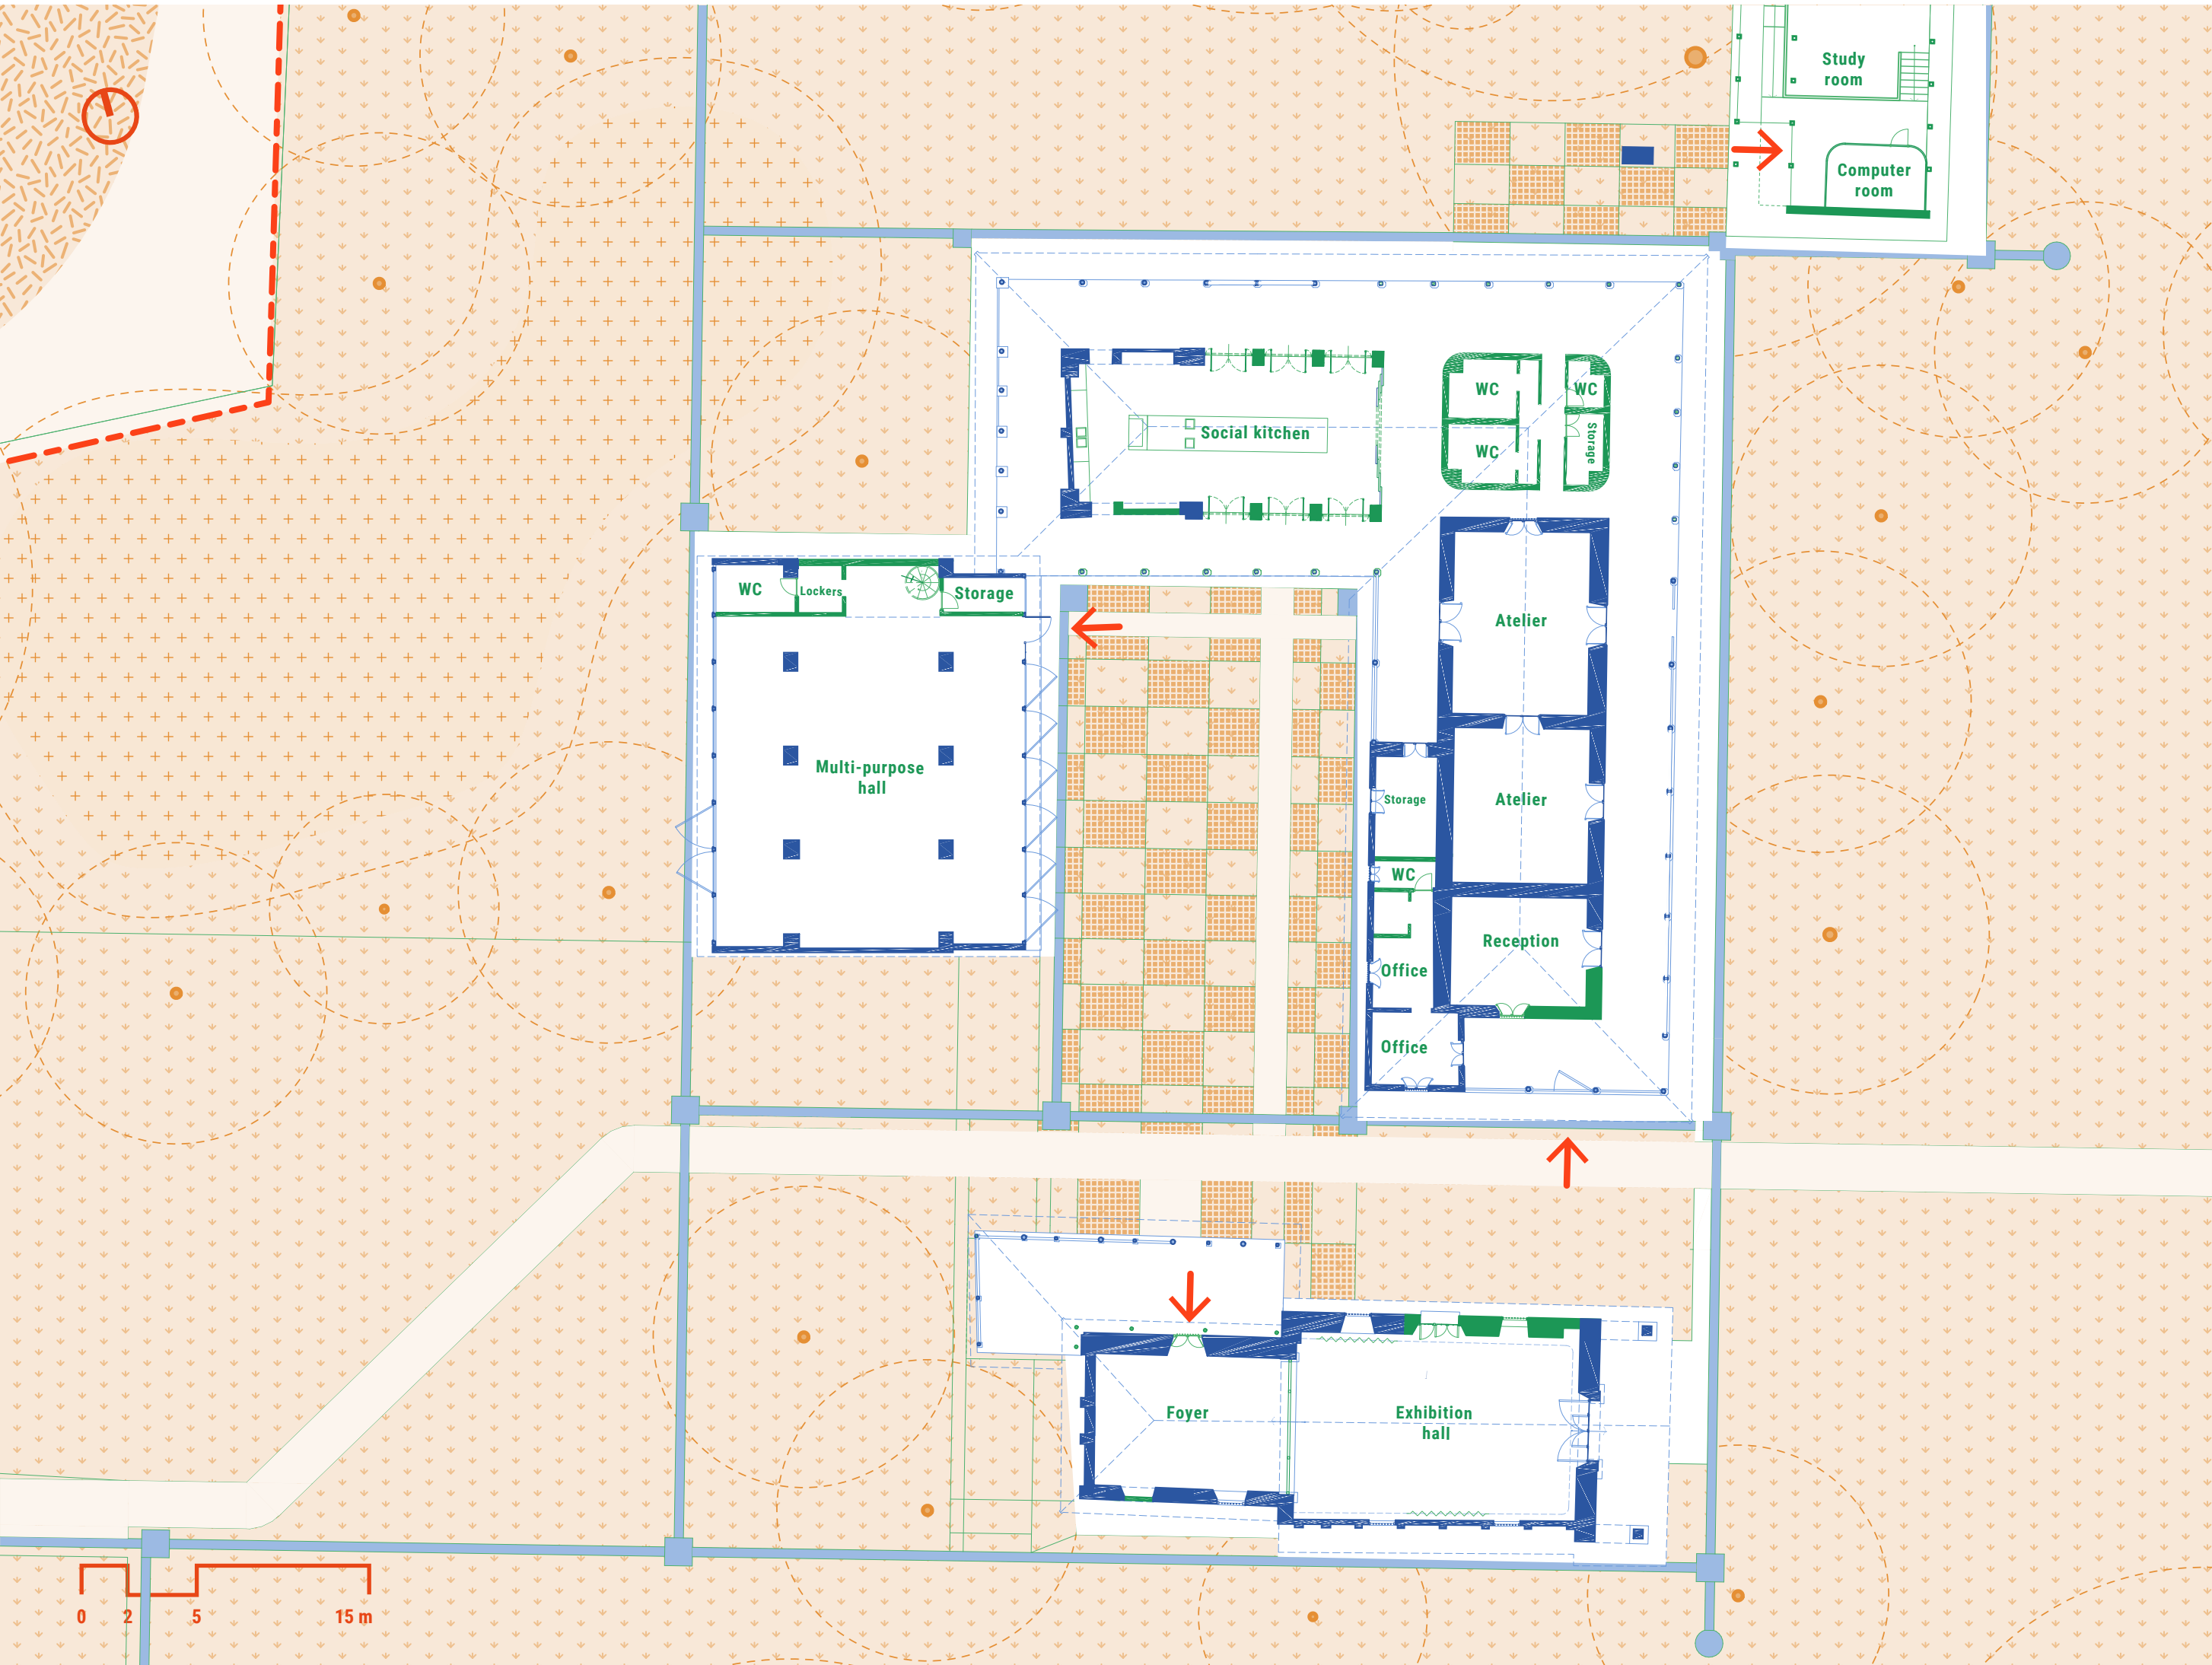 Study
room
Computer
room
WC
WC
Storage
Social kitchen
WC
WC
Lockers
Storage
Atelier
Multi-purpose
hall
Storage
Atelier
WC
Reception
Office
Office
Foyer
Exhibition
hall
0 2 5 15 m